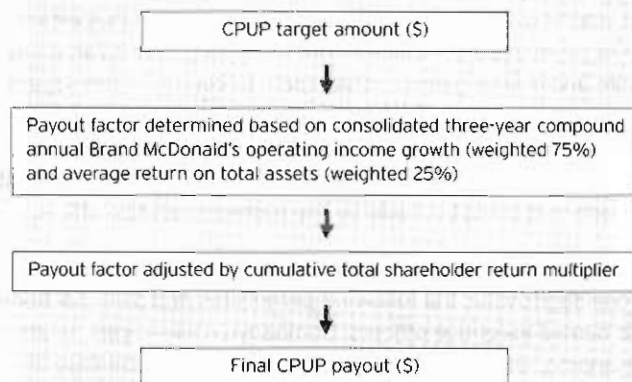 CPUP target amount ($)
Payout factor determined based on consolidated three-year compound
annual Brand McDonald's operating income growth (weighted 75%)
and average return on total assets (weighted 25%)
Payout factor adjusted by cumulative total shareholder return multiplier
Final CPUP payout ($)